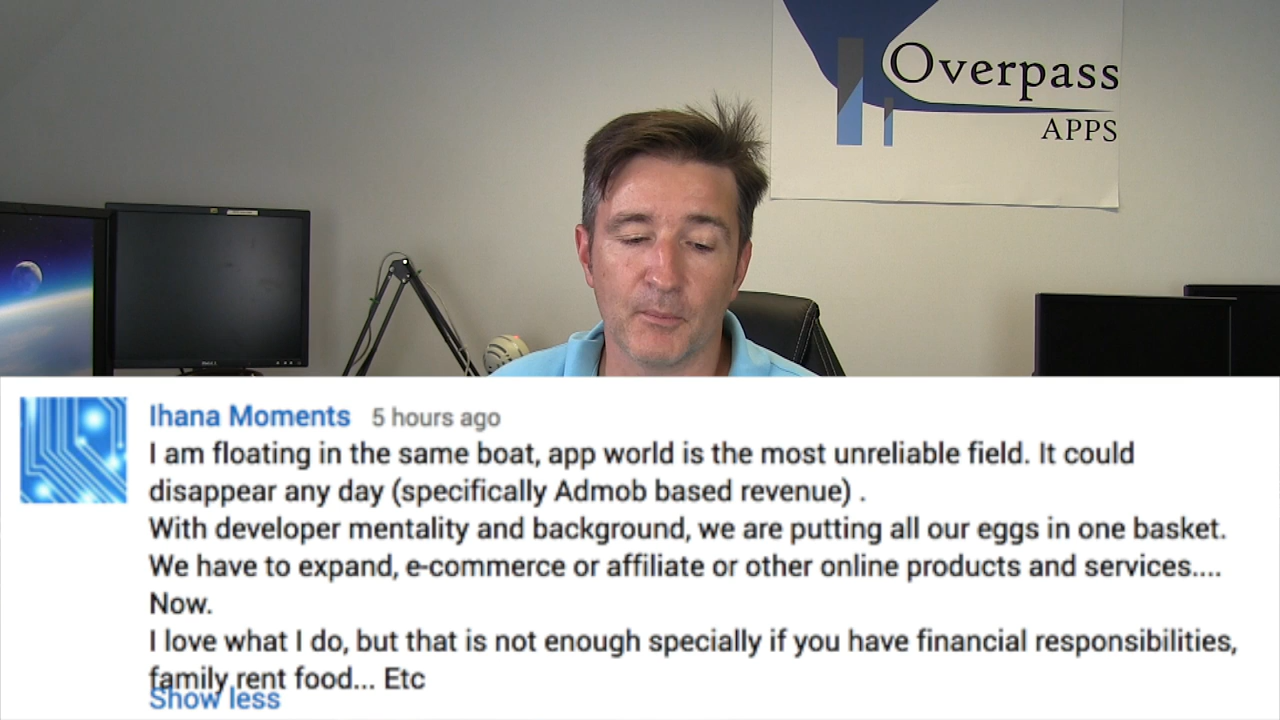 Overpass
APPS
Ihana Moments 5 hours ago
I am floating in the same boat, app world is the most unreliable field. It could
disappear any day (specifically Admob based revenue) .
With developer mentality and background, we are putting all our eggs in one basket.
We have to expand, e-commerce or affiliate or other online products and services....
Now.
I love what I do, but that is not enough specially if you have financial responsibilities,
family rent food... Etc
Show less